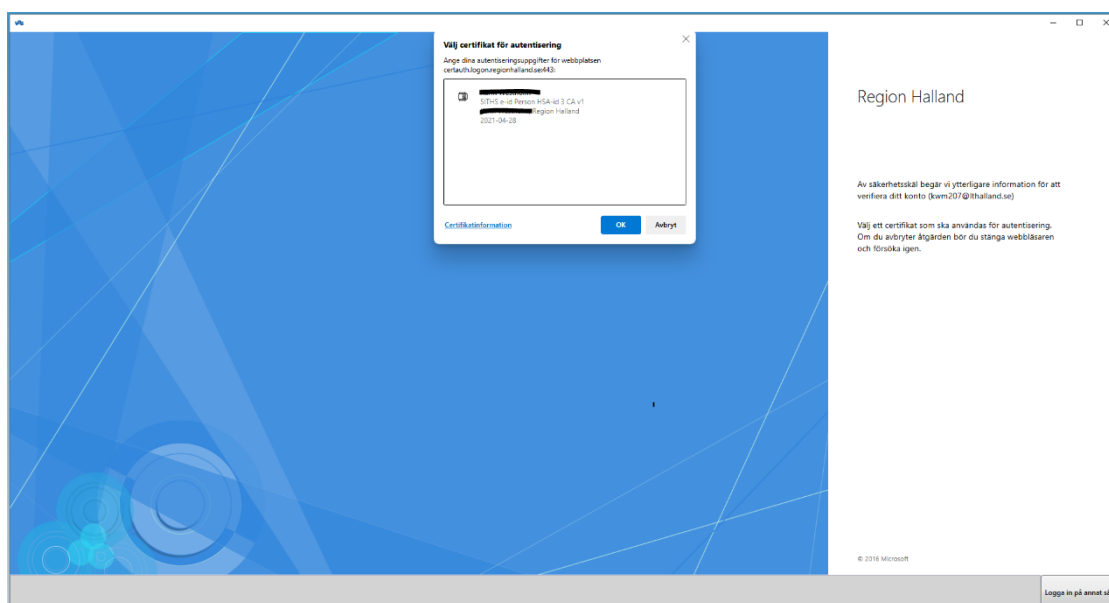 Välj certifikat för autentisering
Ange dina autentiseringsuppgifter för webbplatsen
certauth.logon.regionhalland.se:443:
SITHS e-id Person HSA-id 3 CA v1
Region Halland
2021-04-28
Certifikatinformation
OK
Avbryt
Region Halland
Av säkerhetsskäl begär vi ytterligare information för att
verifiera ditt konto (kwm207@lthalland.se)
Välj ett certifikat som ska användas för autentisering.
Om du avbryter åtgärden bör du stänga webbläsaren
och försöka igen.
© 2016 Microsoft
Logga in på annat